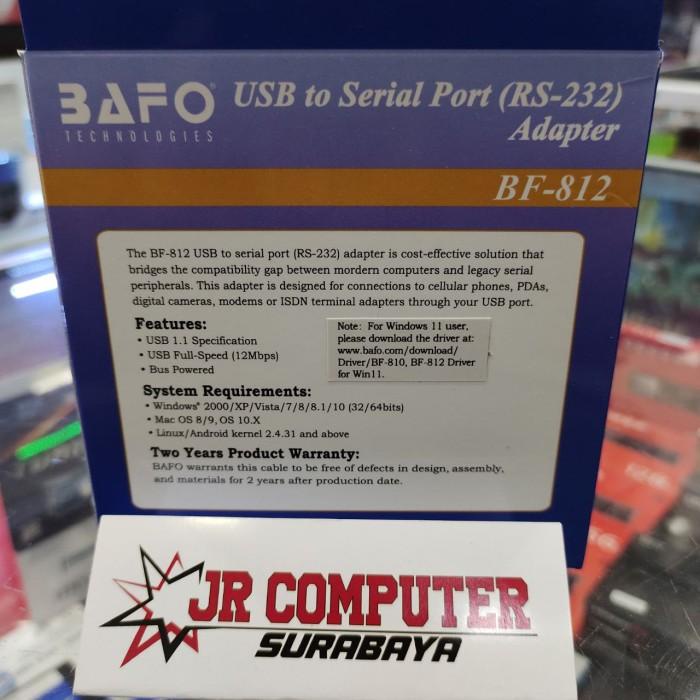 BAFO®
TECHNOLOGIES
USB to Serial Port (RS-232)
Adapter
BF-812
The BF-812 USB to serial port (RS-232) adapter is cost-effective solution that
bridges the compatibility gap between mordern computers and legacy serial
peripherals. This adapter is designed for connections to cellular phones, PDAs,
digital cameras, modems or ISDN terminal adapters through your USB port.
Features:
• USB 1.1 Specification
• USB Full-Speed (12Mbps)
• Bus Powered
Note: For Windows 11 user,
please download the driver at:
www.bafo.com/download/
Driver/BF-810, BF-812 Driver
for Win11.
System Requirements:
• Windows® 2000/XP/Vista/7/8/8.1/10 (32/64bits)
• Mac OS 8/9, OS 10.X
• Linux/Android kernel 2.4.31 and above
Two Years Product Warranty:
BAFO warrants this cable to be free of defects in design, assembly,
and materials for 2 years after production date.
JR COMPUTER
SURABAYA